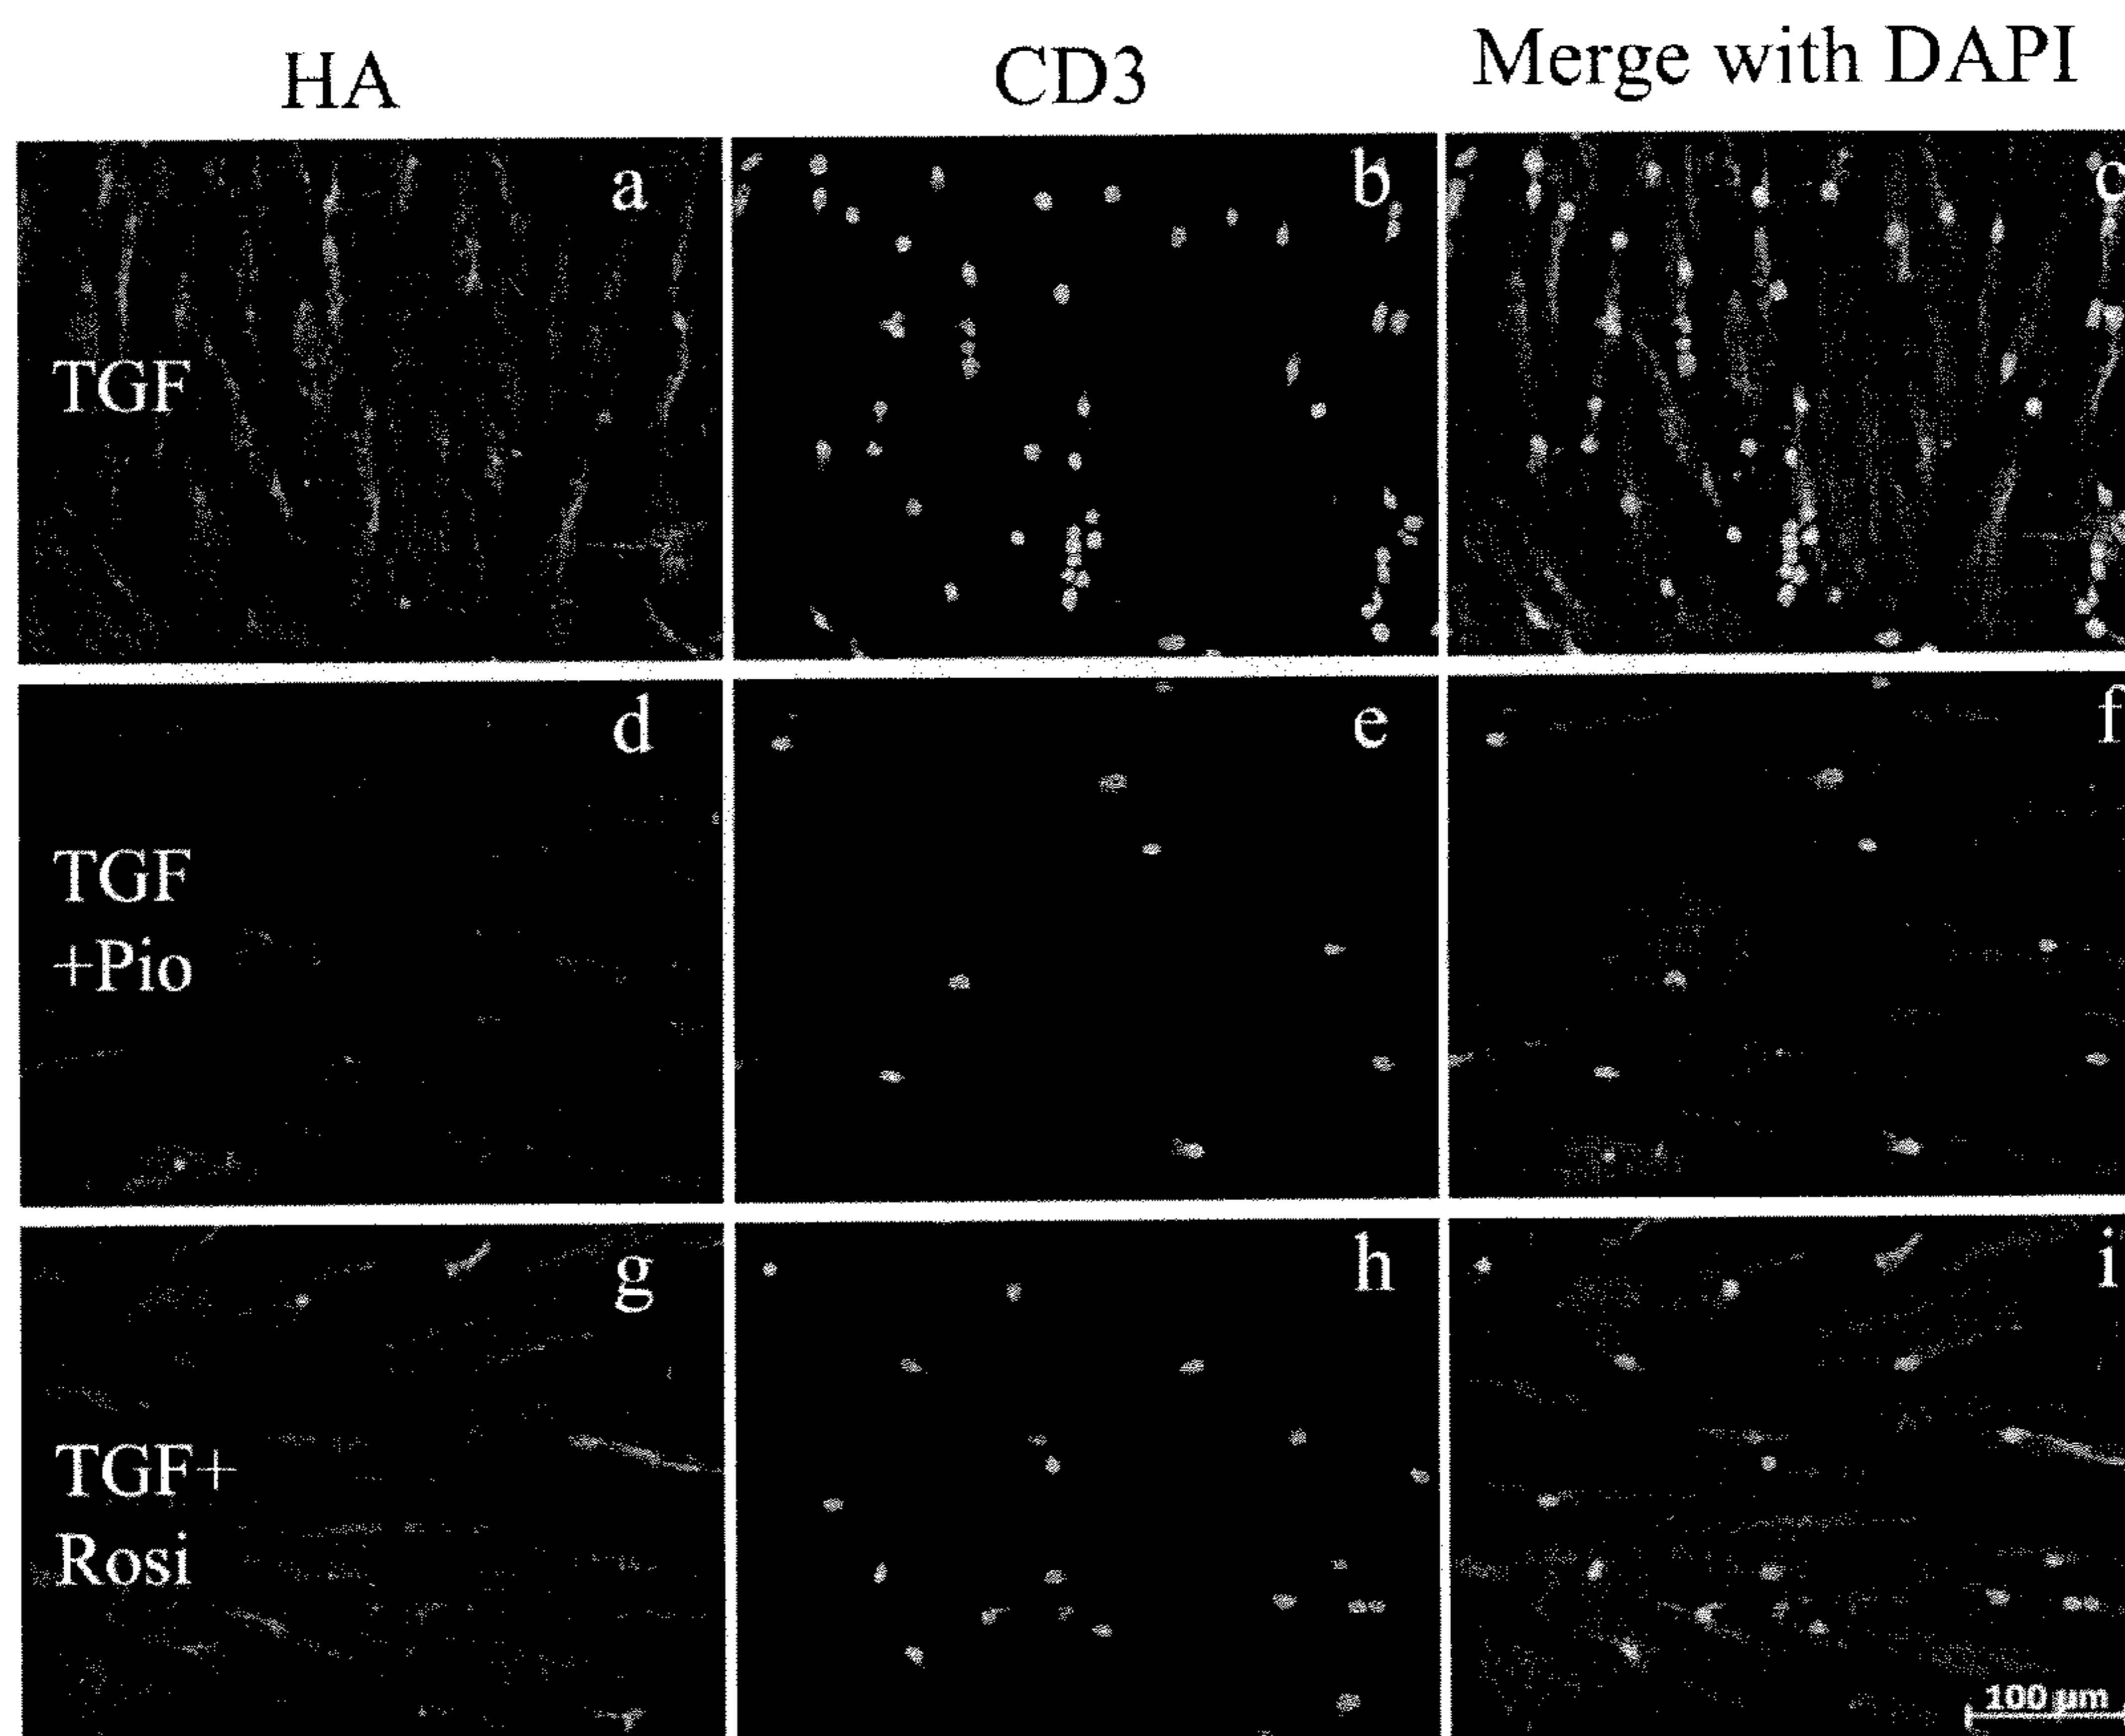 HA CD3 Merge with DAPI
a b c
TGF
d e f
TGF
+Pio
g h i
TGF+
Rosi
100 µm